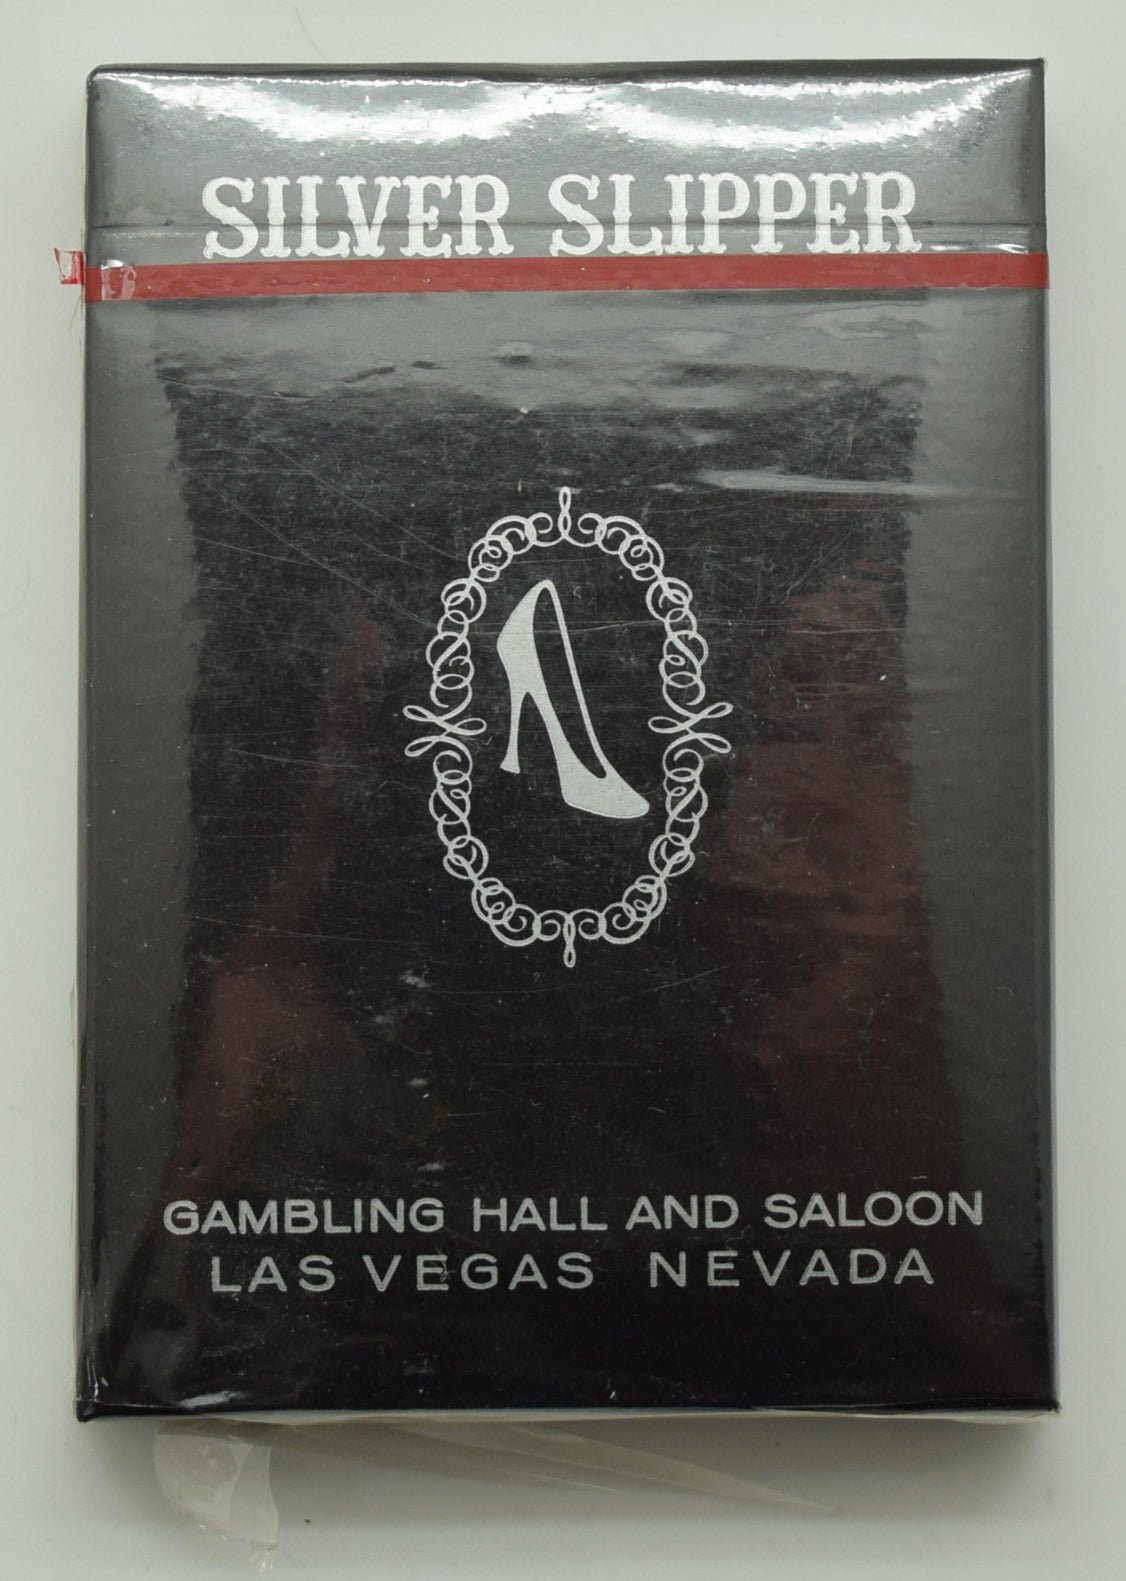 SILVER SLIPPER
GAMBLING HALL AND SALOON
LAS VEGAS NEVADA